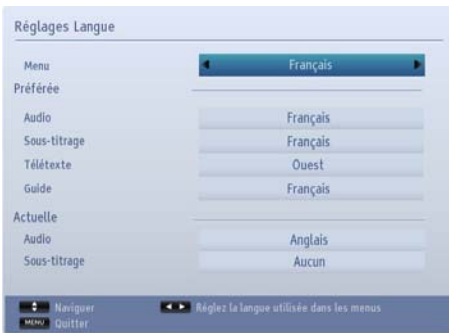 Réglages Langue
Menu Français
Préférée
Audio Français
Sous-titrage Français
Télétexte Ouest
Guide Français
Actuelle
Audio Anglais
Sous-titrage Aucun
Naviguer Réglez la langue utilisée dans les menus
MENU Quitter